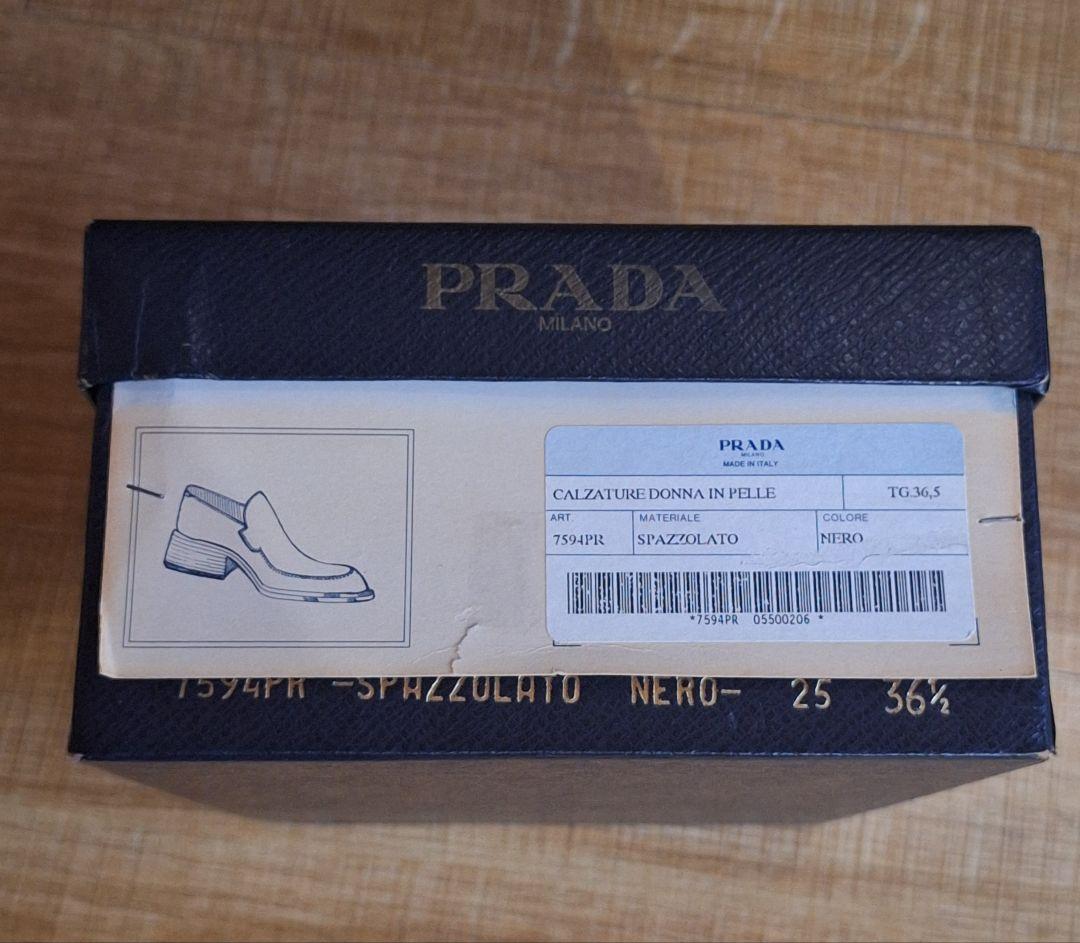 PRADA
MILANO
PRADA
MILANO
MADE IN ITALY
CALZATURE DONNA IN PELLE TG.36,5
ART. MATERIALE COLORE
7594PR SPAZZOLATO NERO
*7594PR 05500206 *
7594PR -SPAZZOLATO NERO- 25 36½